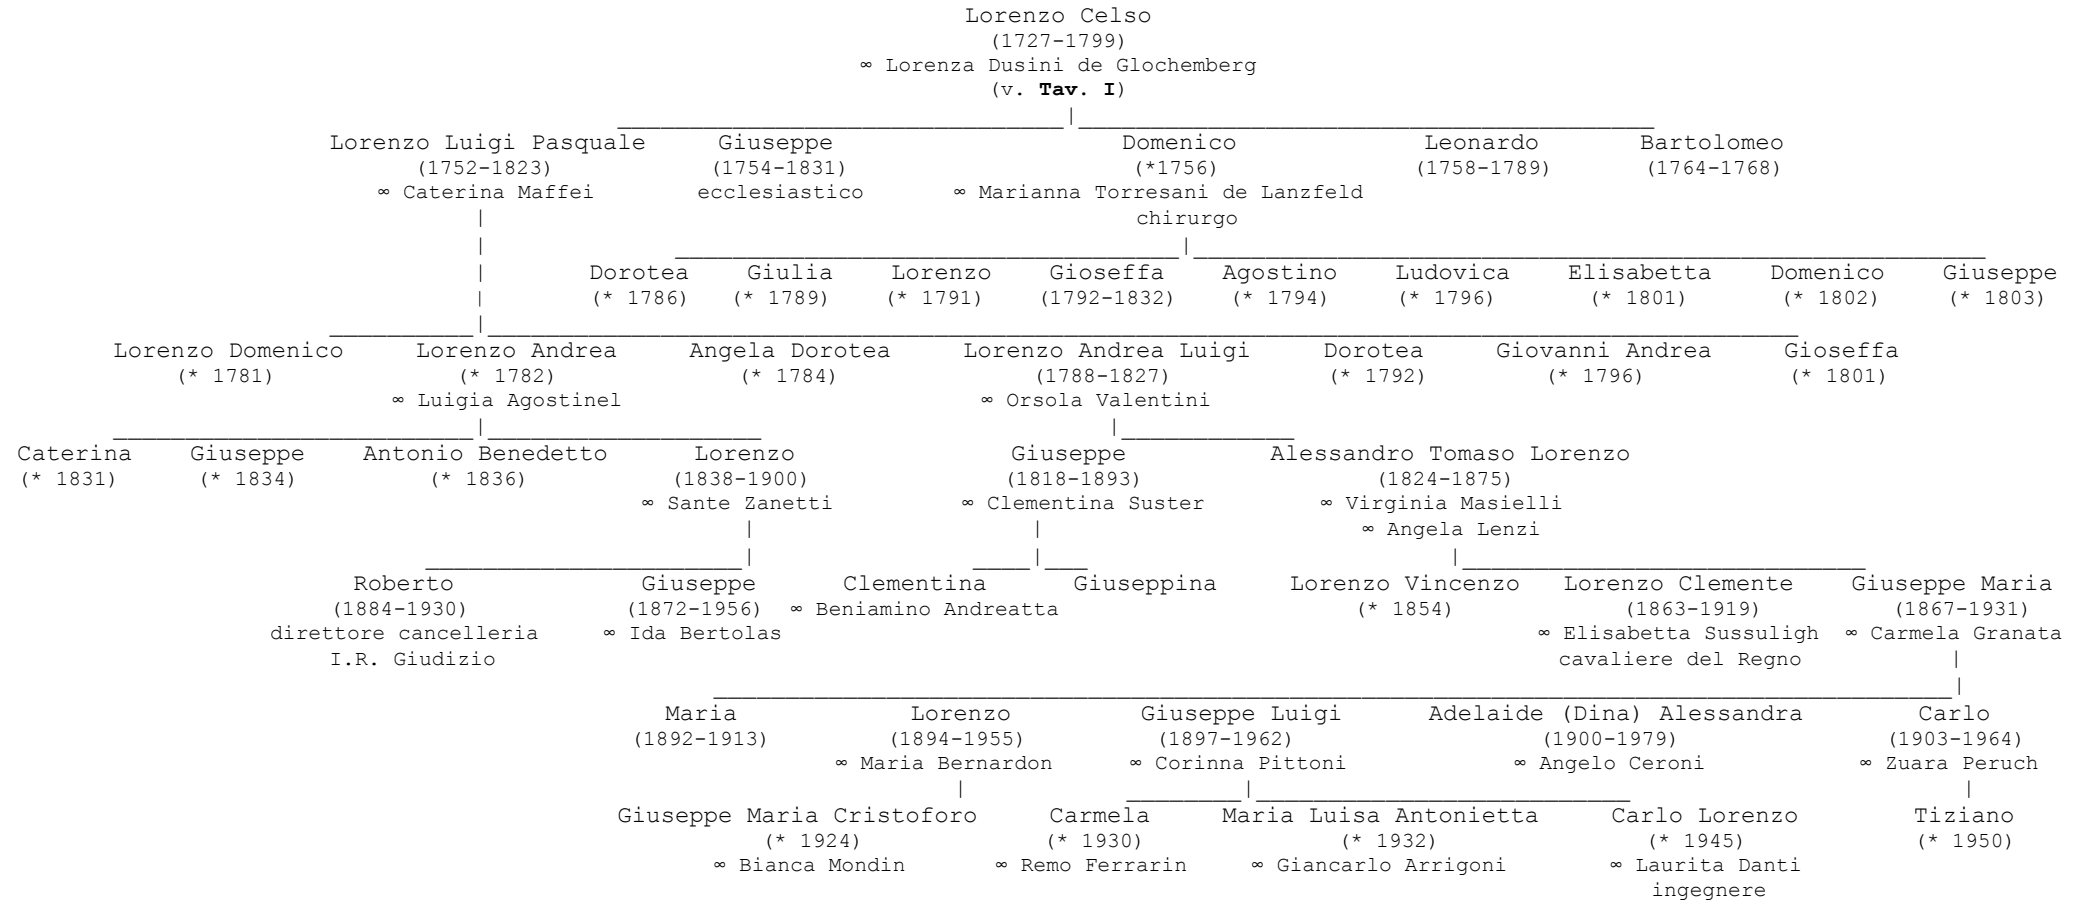 Lorenzo Celso
(1727-1799)
∞ Lorenza Dusini de Glochemberg
(v. Tav. I)
Lorenzo Luigi Pasquale Giuseppe Domenico Leonardo Bartolomeo
(1752-1823) (1754-1831) (*1756) (1758-1789) (1764-1768)
∞ Caterina Maffei ecclesiastico ∞ Marianna Torresani de Lanzfeld
chirurgo
Dorotea Giulia Lorenzo Gioseffa Agostino Ludovica Elisabetta Domenico Giuseppe
(* 1786) (* 1789) (* 1791) (1792-1832) (* 1794) (* 1796) (* 1801) (* 1802) (* 1803)
Lorenzo Domenico Lorenzo Andrea Angela Dorotea Lorenzo Andrea Luigi Dorotea Giovanni Andrea Gioseffa
(* 1781) (* 1782) (* 1784) (1788-1827) (* 1792) (* 1796) (* 1801)
∞ Luigia Agostinel ∞ Orsola Valentini
Caterina Giuseppe Antonio Benedetto Lorenzo Giuseppe Alessandro Tomaso Lorenzo
(* 1831) (* 1834) (* 1836) (1838-1900) (1818-1893) (1824-1875)
∞ Sante Zanetti ∞ Clementina Suster ∞ Virginia Masielli
∞ Angela Lenzi
Roberto Giuseppe Clementina Giuseppina Lorenzo Vincenzo Lorenzo Clemente Giuseppe Maria
(1884-1930) (1872-1956) ∞ Beniamino Andreatta (* 1854) (1863-1919) (1867-1931)
direttore cancelleria ∞ Ida Bertolas ∞ Elisabetta Sussuligh ∞ Carmela Granata
I.R. Giudizio cavaliere del Regno
Maria Lorenzo Giuseppe Luigi Adelaide (Dina) Alessandra Carlo
(1892-1913) (1894-1955) (1897-1962) (1900-1979) (1903-1964)
∞ Maria Bernardon ∞ Corinna Pittoni ∞ Angelo Ceroni ∞ Zuara Peruch
Giuseppe Maria Cristoforo Carmela Maria Luisa Antonietta Carlo Lorenzo Tiziano
(* 1924) (* 1930) (* 1932) (* 1945) (* 1950)
∞ Bianca Mondin ∞ Remo Ferrarin ∞ Giancarlo Arrigoni ∞ Laurita Danti
ingegnere